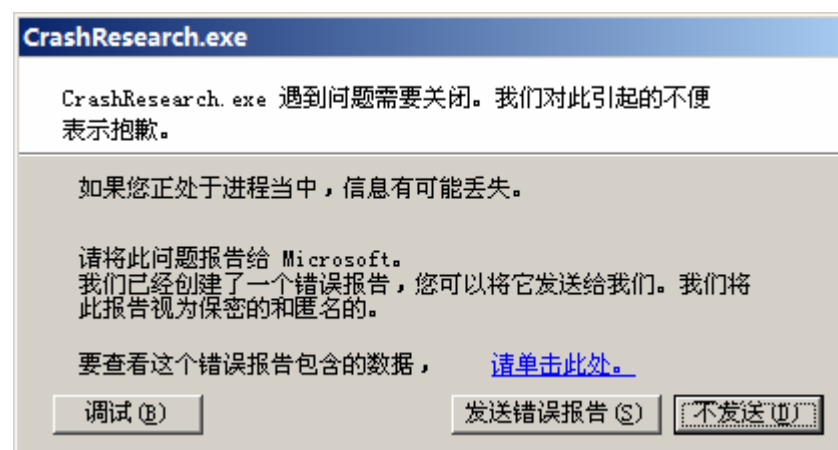 CrashResearch.exe
CrashResearch.exe 遇到问题需要关闭。我们对此引起的不便
表示抱歉。
如果您正处于进程当中，信息有可能丢失。
请将此问题报告给 Microsoft。
我们已经创建了一个错误报告，您可以将它发送给我们。我们将
此报告视为保密的和匿名的。
要查看这个错误报告包含的数据， 请单击此处。
调试(B) 发送错误报告(S) 不发送(D)